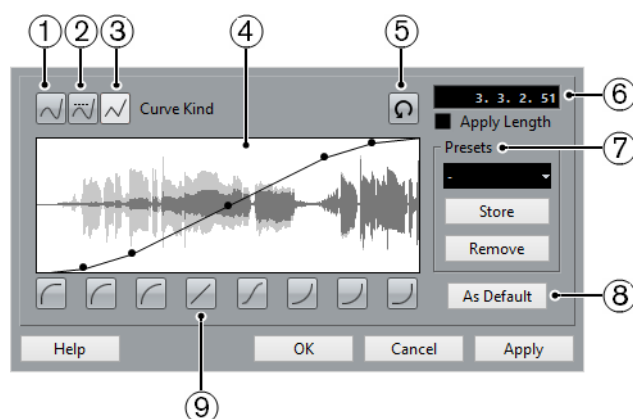 ① ② ③ ④ ⑤
Curve Kind
3. 3. 2. 51 ⑥
Apply Length
Presets ⑦
-
Store
Remove
As Default ⑧
Help OK Cancel Apply
⑨